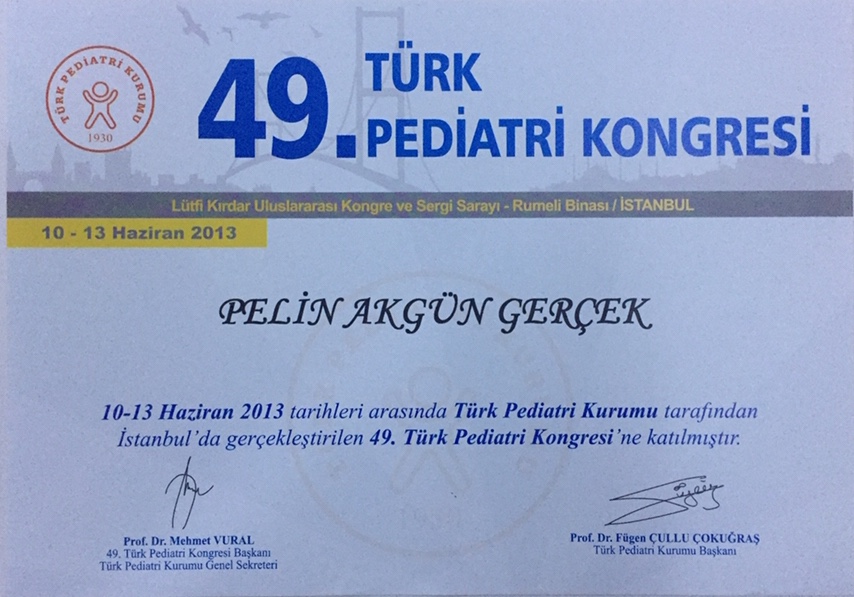 TÜRK PEDİATRİ KURUMU
1930
49. TÜRK
PEDİATRİ KONGRESİ
Lütfi Kırdar Uluslararası Kongre ve Sergi Sarayı - Rumeli Binası / İSTANBUL
10 - 13 Haziran 2013
PELİN AKGÜN GERÇEK
10-13 Haziran 2013 tarihleri arasında Türk Pediatri Kurumu tarafından
İstanbul'da gerçekleştirilen 49. Türk Pediatri Kongresi'ne katılmıştır.
Prof. Dr. Mehmet VURAL
49. Türk Pediatri Kongresi Başkanı
Türk Pediatri Kurumu Genel Sekreteri
Prof. Dr. Fügen ÇULLU ÇOKUĞRAŞ
Türk Pediatri Kurumu Başkanı